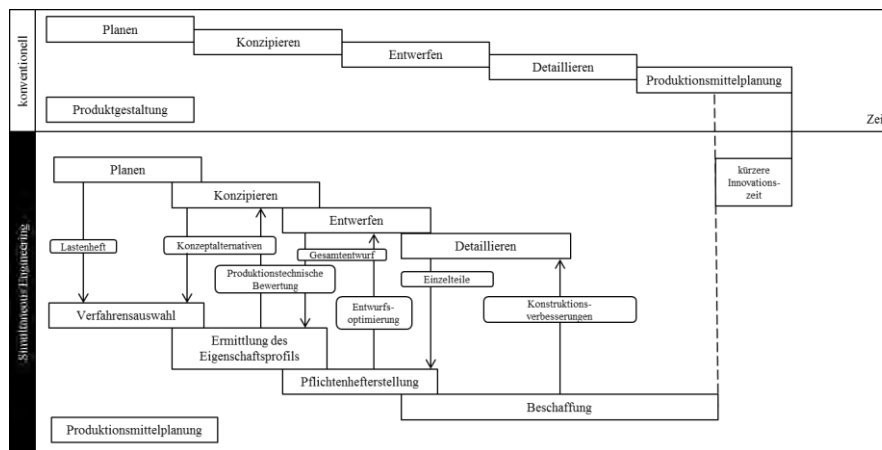 konventionell
Planen
Konzipieren
Entwerfen
Detaillieren
Produktionsmittelplanung
Produktgestaltung
Zei
Simultaneous Engineering
Planen
kürzere
Innovations-
zeit
Konzipieren
Entwerfen
Detaillieren
Lastenheft
Konzeptalternativen
Gesamtentwurf
Produktionstechnische
Bewertung
Einzelteile
Verfahrensauswahl
Entwurfs-
optimierung
Konstruktions-
verbesserungen
Ermittlung des
Eigenschaftsprofils
Pflichtenhefterstellung
Beschaffung
Produktionsmittelplanung